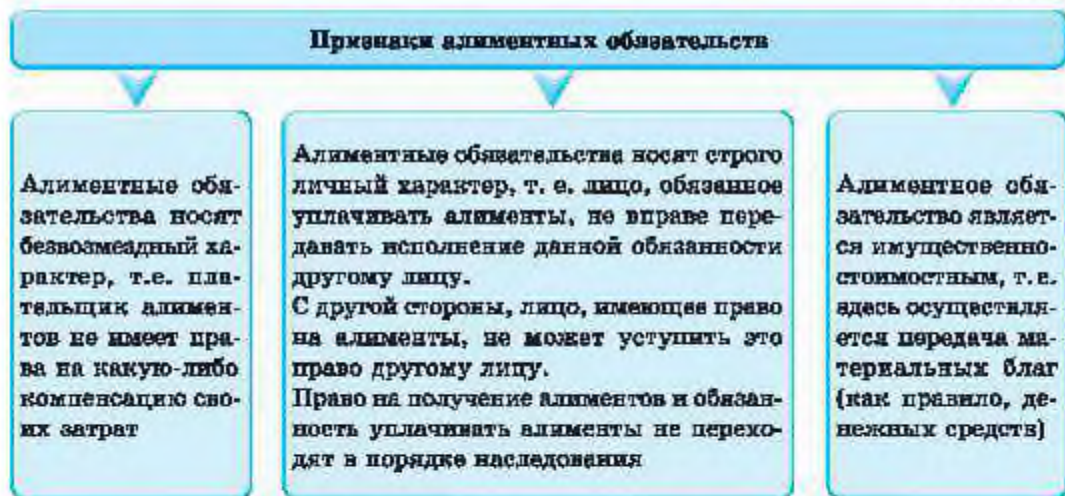 Признаки алиментных обязательств
Алиментные обя-
зательства носят
безвозмездный ха-
рактер, т.е. пла-
тельщик алимен-
тов не имеет пра-
ва на какую-либо
компенсацию сво-
их затрат
Алиментные обязательства носят строго
личный характер, т. е. лицо, обязанное
уплачивать алименты, не вправе пере-
давать исполнение данной обязанности
другому лицу.
С другой стороны, лицо, имеющее право
на алименты, не может уступить это
право другому лицу.
Право на получение алиментов и обязан-
ность уплачивать алименты не перехо-
дят в порядке наследования
Алиментное обя-
зательство являет-
ся имущественно-
стоимостным, т.е.
здесь осуществля-
ется передача ма-
териальных благ
(как правило, де-
нежных средств)